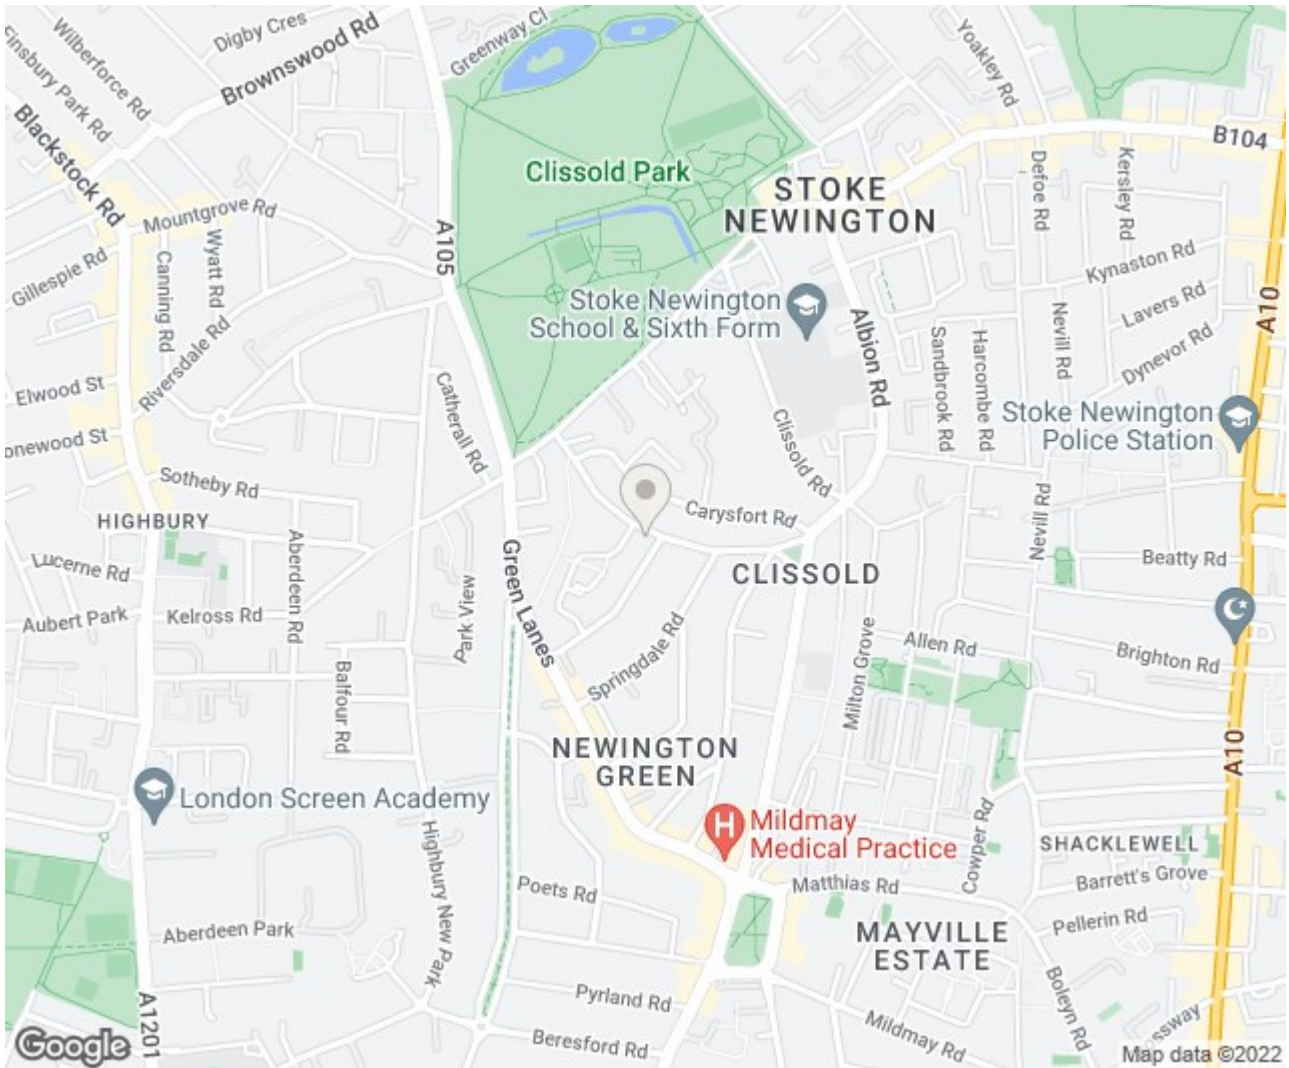 Digby Cres
Greenway Cl
Wilberforce Rd
Finsbury Park Rd
Brownswood Rd
Yoakley Rd
Blackstock Rd
B104
Clissold Park
STOKE
NEWINGTON
Defoe Rd
Kersley Rd
Mountgrove Rd
A105
Wyatt Rd
Gillespie Rd
Canning Rd
Kynaston Rd
Stoke Newington
School & Sixth Form
Lavers Rd
A10
Albion Rd
Nevill Rd
Riversdale Rd
Sandbrook Rd
Harcombe Rd
Dynevor Rd
Elwood St
Catherall Rd
Clissold Rd
Stoke Newington
Police Station
onewood St
Sotheby Rd
Carysfort Rd
HIGHBURY
Nevill Rd
Aberdeen Rd
Green Lanes
Beatty Rd
Lucerne Rd
CLISSOLD
Park View
Aubert Park
Kelross Rd
Springdale Rd
Milton Grove
Allen Rd
Brighton Rd
Balfour Rd
NEWINGTON
GREEN
A10
London Screen Academy
Mildmay
Medical Practice
Cowper Rd
SHACKLEWELL
Highbury New Park
Poets Rd
Matthias Rd
Barrett's Grove
Aberdeen Park
Pellerin Rd
MAYVILLE
ESTATE
A1201
Pyrland Rd
Boleyn Rd
Beresford Rd
Mildmay Rd
ossway
Google
Map data ©2022